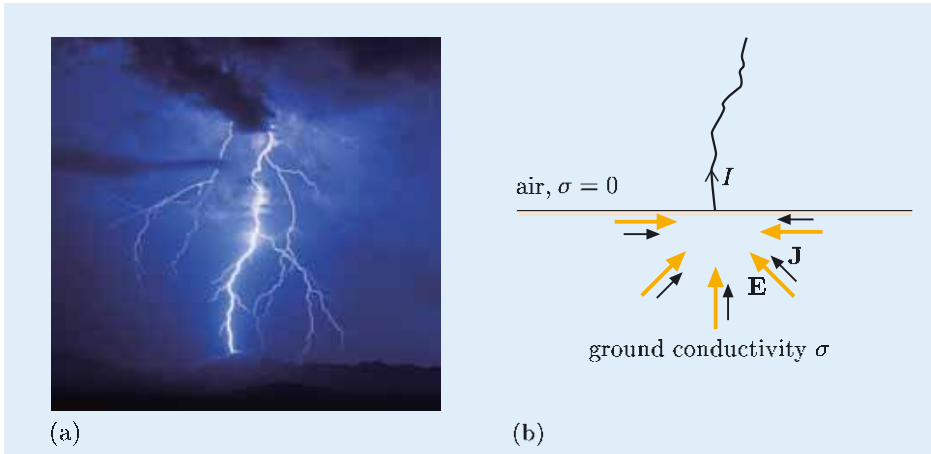 I
air, σ = 0
J
E
ground conductivity σ
(a)
(b)